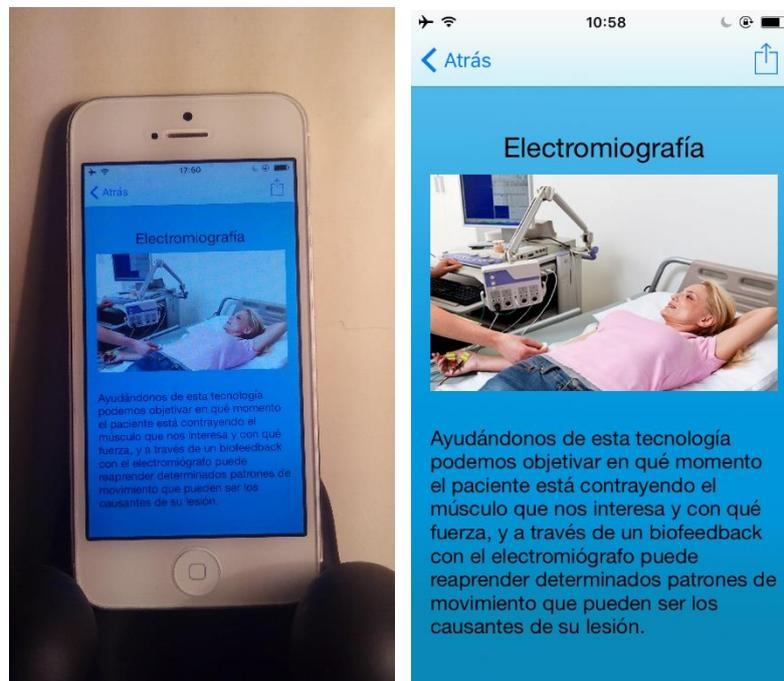 17:50
Atrás
Electromiografía
Ayudándonos de esta tecnología
podemos objetivar en qué momento
el paciente está contrayendo el
músculo que nos interesa y con qué
fuerza, y a través de un biofeedback
con el electromiógrafo puede
reaprender determinados patrones de
movimiento que pueden ser los
causantes de su lesión.
10:58
Atrás
Electromiografía
Ayudándonos de esta tecnología
podemos objetivar en qué momento
el paciente está contrayendo el
músculo que nos interesa y con qué
fuerza, y a través de un biofeedback
con el electromiógrafo puede
reaprender determinados patrones de
movimiento que pueden ser los
causantes de su lesión.